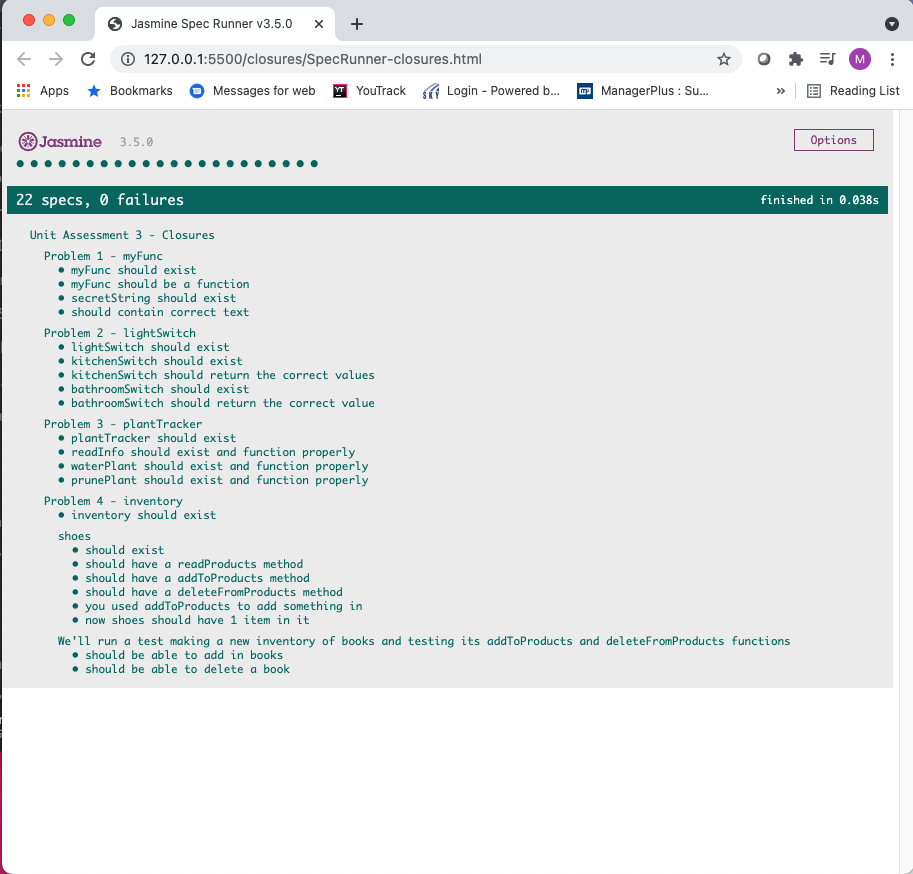 Jasmine Spec Runner v3.5.0
127.0.0.1:5500/closures/SpecRunner-closures.html
M
Apps Bookmarks Messages for web YT YouTrack Login - Powered b... ManagerPlus : Su... » Reading List
Jasmine 3.5.0 Options
22 specs, 0 failures finished in 0.038s
Unit Assessment 3 - Closures
Problem 1 - myFunc
• myFunc should exist
• myFunc should be a function
• secretString should exist
• should contain correct text
Problem 2 - lightSwitch
• lightSwitch should exist
• kitchenSwitch should exist
• kitchenSwitch should return the correct values
• bathroomSwitch should exist
• bathroomSwitch should return the correct value
Problem 3 - plantTracker
• plantTracker should exist
• readInfo should exist and function properly
• waterPlant should exist and function properly
• prunePlant should exist and function properly
Problem 4 - inventory
• inventory should exist
shoes
• should exist
• should have a readProducts method
• should have a addToProducts method
• should have a deleteFromProducts method
• you used addToProducts to add something in
• now shoes should have 1 item in it
We'll run a test making a new inventory of books and testing its addToProducts and deleteFromProducts functions
• should be able to add in books
• should be able to delete a book